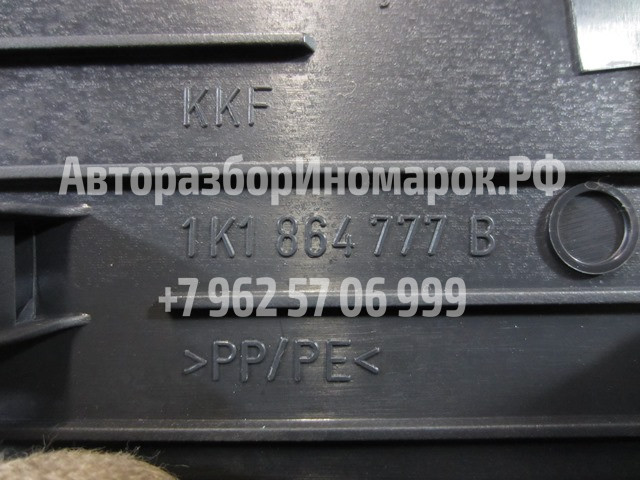 KKF
АвторазборИномарок.РФ
1K1 864 777 B
+7 962 57 06 999
>PP/PE<